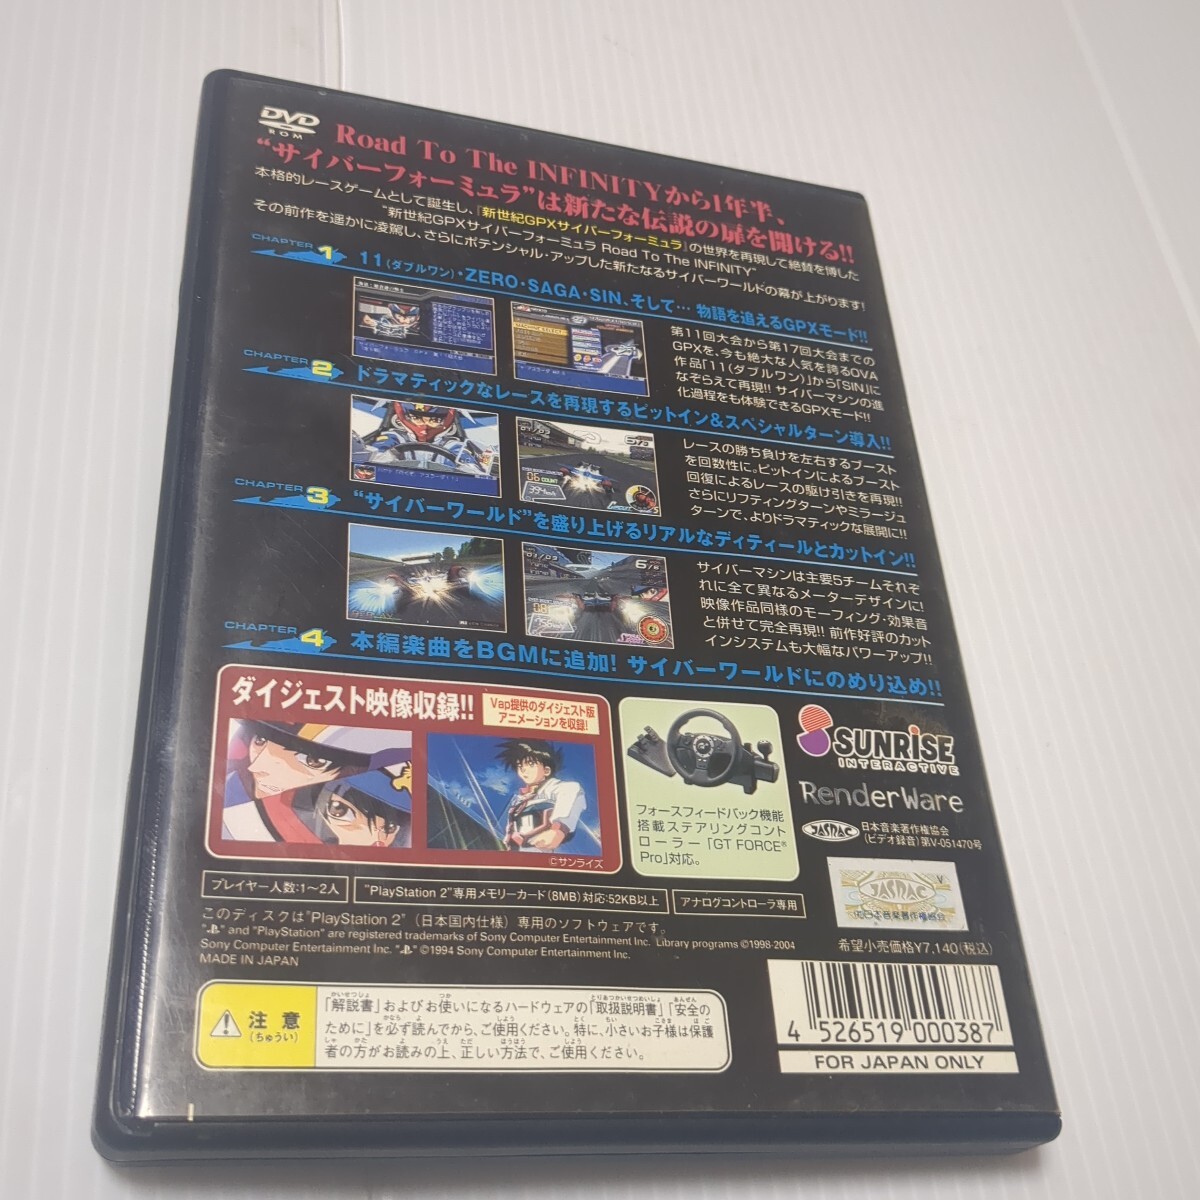 DVD
ROM
Road To The INFINITYから1年半、
“サイバーフォーミュラ”は新たな伝説の扉を開ける!!
本格的レースゲームとして誕生し、『新世紀GPXサイバーフォーミュラ』の世界を再現して絶賛を博した
“新世紀GPXサイバーフォーミュラ Road To The INFINITY”
その前作を遥かに凌駕し、さらにポテンシャル・アップした新たなるサイバーワールドの幕が上がります!
CHAPTER 1
11(ダブルワン)・ZERO・SAGA・SIN、そして… 物語を追えるGPXモード!!
第11回大会から第17回大会までの
GPXを、今も絶大な人気を誇るOVA
作品「11(ダブルワン)」から「SIN」に
なぞらえて再現!! サイバーマシンの進
化過程をも体験できるGPXモード!!
CHAPTER 2
ドラマティックなレースを再現するピットイン&スペシャルターン導入!!
レースの勝ち負けを左右するブースト
を回数性に。ピットインによるブースト
回復によるレースの駆け引きを再現!!
さらにリフティングターンやミラージュ
ターンで、よりドラマティックな展開に!!
CHAPTER 3
“サイバーワールド”を盛り上げるリアルなディティールとカットイン!!
サイバーマシンは主要5チームそれぞ
れに全て異なるメーターデザインに!
映像作品同様のモーフィング・効果音
と併せて完全再現!! 前作好評のカット
インシステムも大幅なパワーアップ!!
CHAPTER 4
本編楽曲をBGMに追加! サイバーワールドにのめり込め!!
ダイジェスト映像収録!!
Vap提供のダイジェスト版
アニメーションを収録!
©サンライズ
フォースフィードバック機能
搭載ステアリングコント
ローラー「GT FORCE®
Pro」対応。
SUNRiSE
INTERACTIVE
RenderWare
JASRAC
日本音楽著作権協会
(ビデオ録音)第V-051470号
JASRAC
V
プレイヤー人数:1〜2人
"PlayStation 2"専用メモリーカード(8MB)対応:52KB以上
アナログコントローラ専用
このディスクは"PlayStation 2"(日本国内仕様)専用のソフトウェアです。
" " and "PlayStation" are registered trademarks of Sony Computer Entertainment Inc. Library programs ©1998-2004
Sony Computer Entertainment Inc. " " ©1994 Sony Computer Entertainment Inc.
MADE IN JAPAN
希望小売価格¥7,140(税込)
注意
(ちゅうい)
「解説書」およびお使いになるハードウェアの「取扱説明書」「安全の
ために」を必ず読んでから、ご使用ください。特に、小さいお子様は保護
者の方がお読みの上、正しい方法で、ご使用ください。
4 526519 000387
FOR JAPAN ONLY